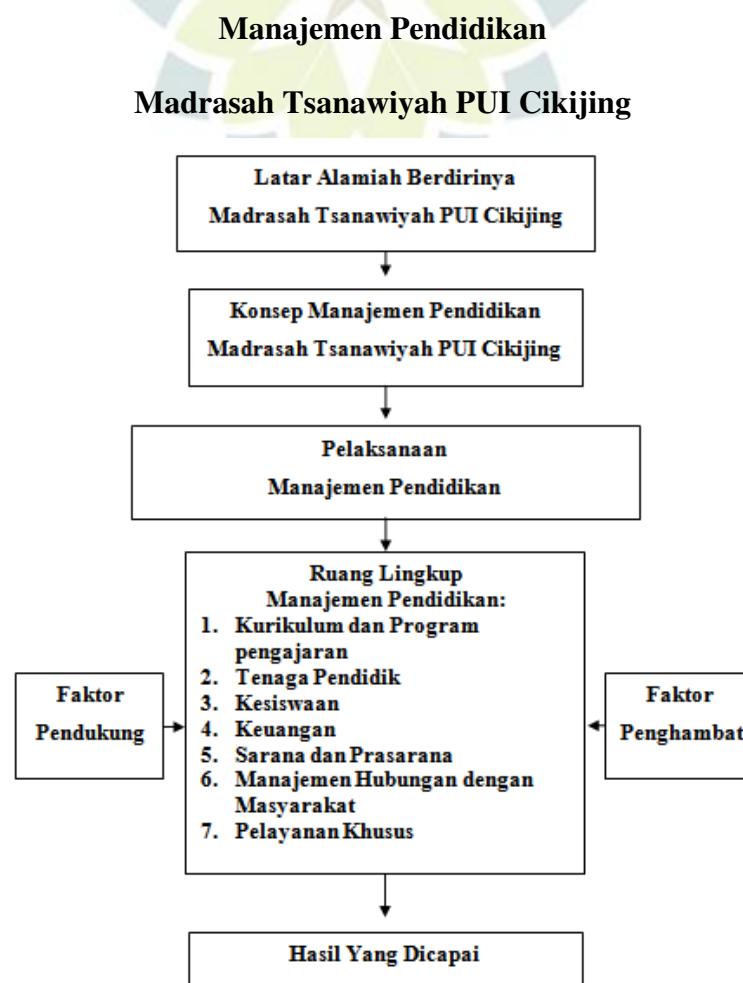 Manajemen Pendidikan
Madrasah Tsanawiyah PUI Cikijing
Latar Alamiah Berdirinya
Madrasah Tsanawiyah PUI Cikijing
Konsep Manajemen Pendidikan
Madrasah Tsanawiyah PUI Cikijing
Pelaksanaan
Manajemen Pendidikan
Ruang Lingkup
Manajemen Pendidikan:
1. Kurikulum dan Program
pengajaran
2. Tenaga Pendidik
3. Kesiswaan
4. Keuangan
5. Sarana dan Prasarana
6. Manajemen Hubungan dengan
Masyarakat
7. Pelayanan Khusus
Faktor
Pendukung
Faktor
Penghambat
Hasil Yang Dicapai